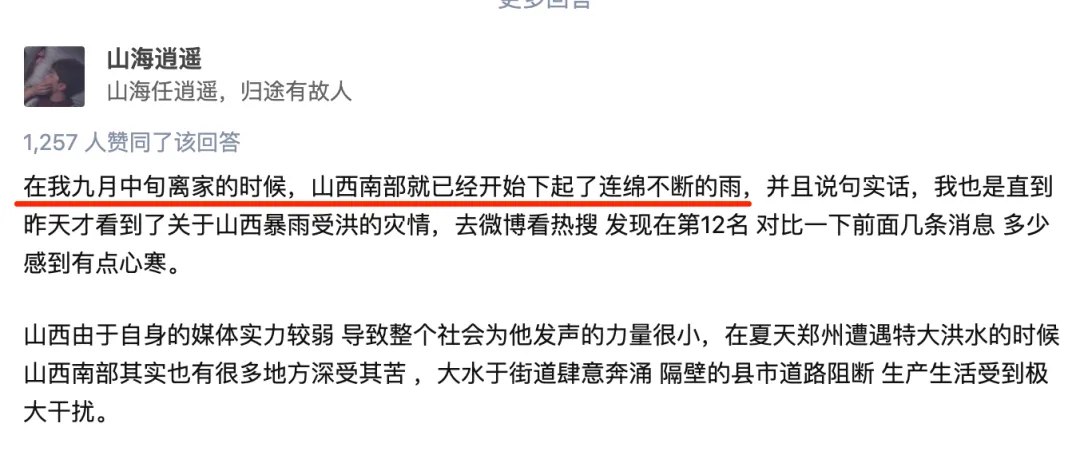 更多回答
山海逍遥
山海任逍遥，归途有故人
1,257 人赞同了该回答
在我九月中旬离家的时候，山西南部就已经开始下起了连绵不断的雨，并且说句实话，我也是直到
昨天才看到了关于山西暴雨受洪的灾情，去微博看热搜 发现在第12名 对比一下前面几条消息 多少
感到有点心寒。
山西由于自身的媒体实力较弱 导致整个社会为他发声的力量很小，在夏天郑州遭遇特大洪水的时候
山西南部其实也有很多地方深受其苦 ，大水于街道肆意奔涌 隔壁的县市道路阻断 生产生活受到极
大干扰。